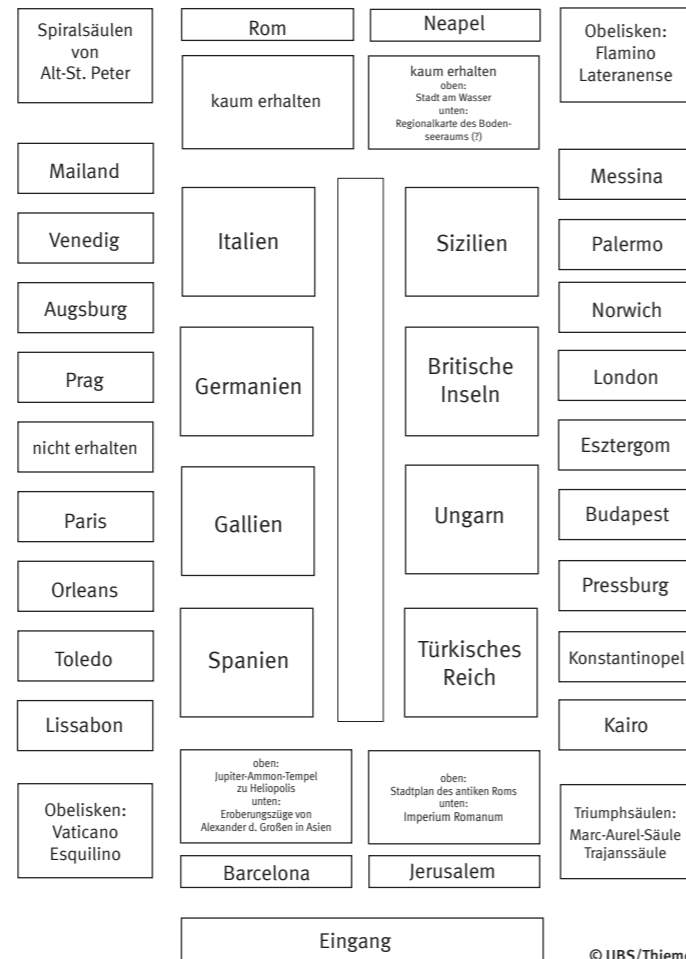 Spiralsäulen
von
Alt-St. Peter
Rom
Neapel
Obelisken:
Flamino
Lateranense
kaum erhalten
kaum erhalten
oben:
Stadt am Wasser
unten:
Regionalkarte des Boden-
seeraums (?)
Mailand
Messina
Venedig
Italien
Sizilien
Palermo
Augsburg
Norwich
Prag
Germanien
Britische
Inseln
London
nicht erhalten
Esztergom
Paris
Gallien
Ungarn
Budapest
Orleans
Pressburg
Toledo
Spanien
Türkisches
Reich
Konstantinopel
Lissabon
Kairo
Obelisken:
Vaticano
Esquilino
oben:
Jupiter-Ammon-Tempel
zu Heliopolis
unten:
Eroberungszüge von
Alexander d. Großen in Asien
oben:
Stadtplan des antiken Roms
unten:
Imperium Romanum
Triumphsäulen:
Marc-Aurel-Säule
Trajanssäule
Barcelona
Jerusalem
Eingang
© UBS/Thieme